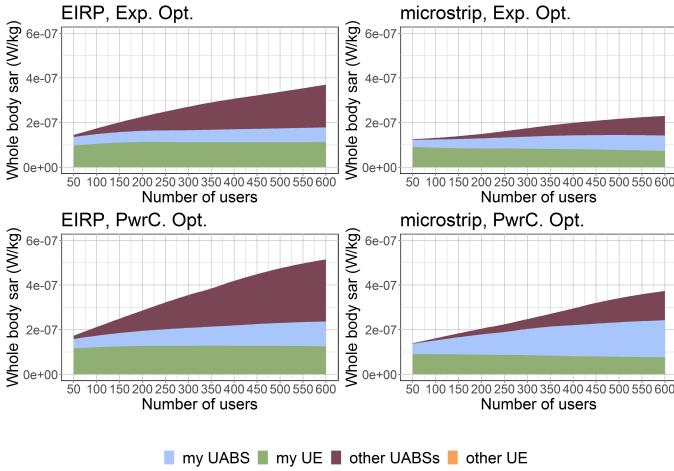 EIRP, Exp. Opt.
Whole body sar (W/kg)
6e-07
4e-07
2e-07
0e+00
50 100 150 200 250 300 350 400 450 500 550 600
Number of users
microstrip, Exp. Opt.
Whole body sar (W/kg)
6e-07
4e-07
2e-07
0e+00
50 100 150 200 250 300 350 400 450 500 550 600
Number of users
EIRP, PwrC. Opt.
Whole body sar (W/kg)
6e-07
4e-07
2e-07
0e+00
50 100 150 200 250 300 350 400 450 500 550 600
Number of users
microstrip, PwrC. Opt.
Whole body sar (W/kg)
6e-07
4e-07
2e-07
0e+00
50 100 150 200 250 300 350 400 450 500 550 600
Number of users
my UABS my UE other UABSs other UE